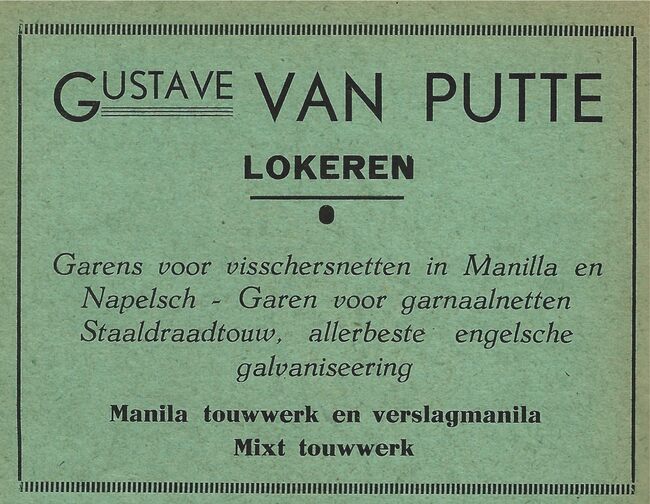 GUSTAVE VAN PUTTE
LOKEREN
Garens voor visschersnetten in Manilla en
Napelsch - Garen voor garnaalnetten
Staaldraadtouw, allerbeste engelsche
galvaniseering
Manila touwwerk en verslagmanila
Mixt touwwerk